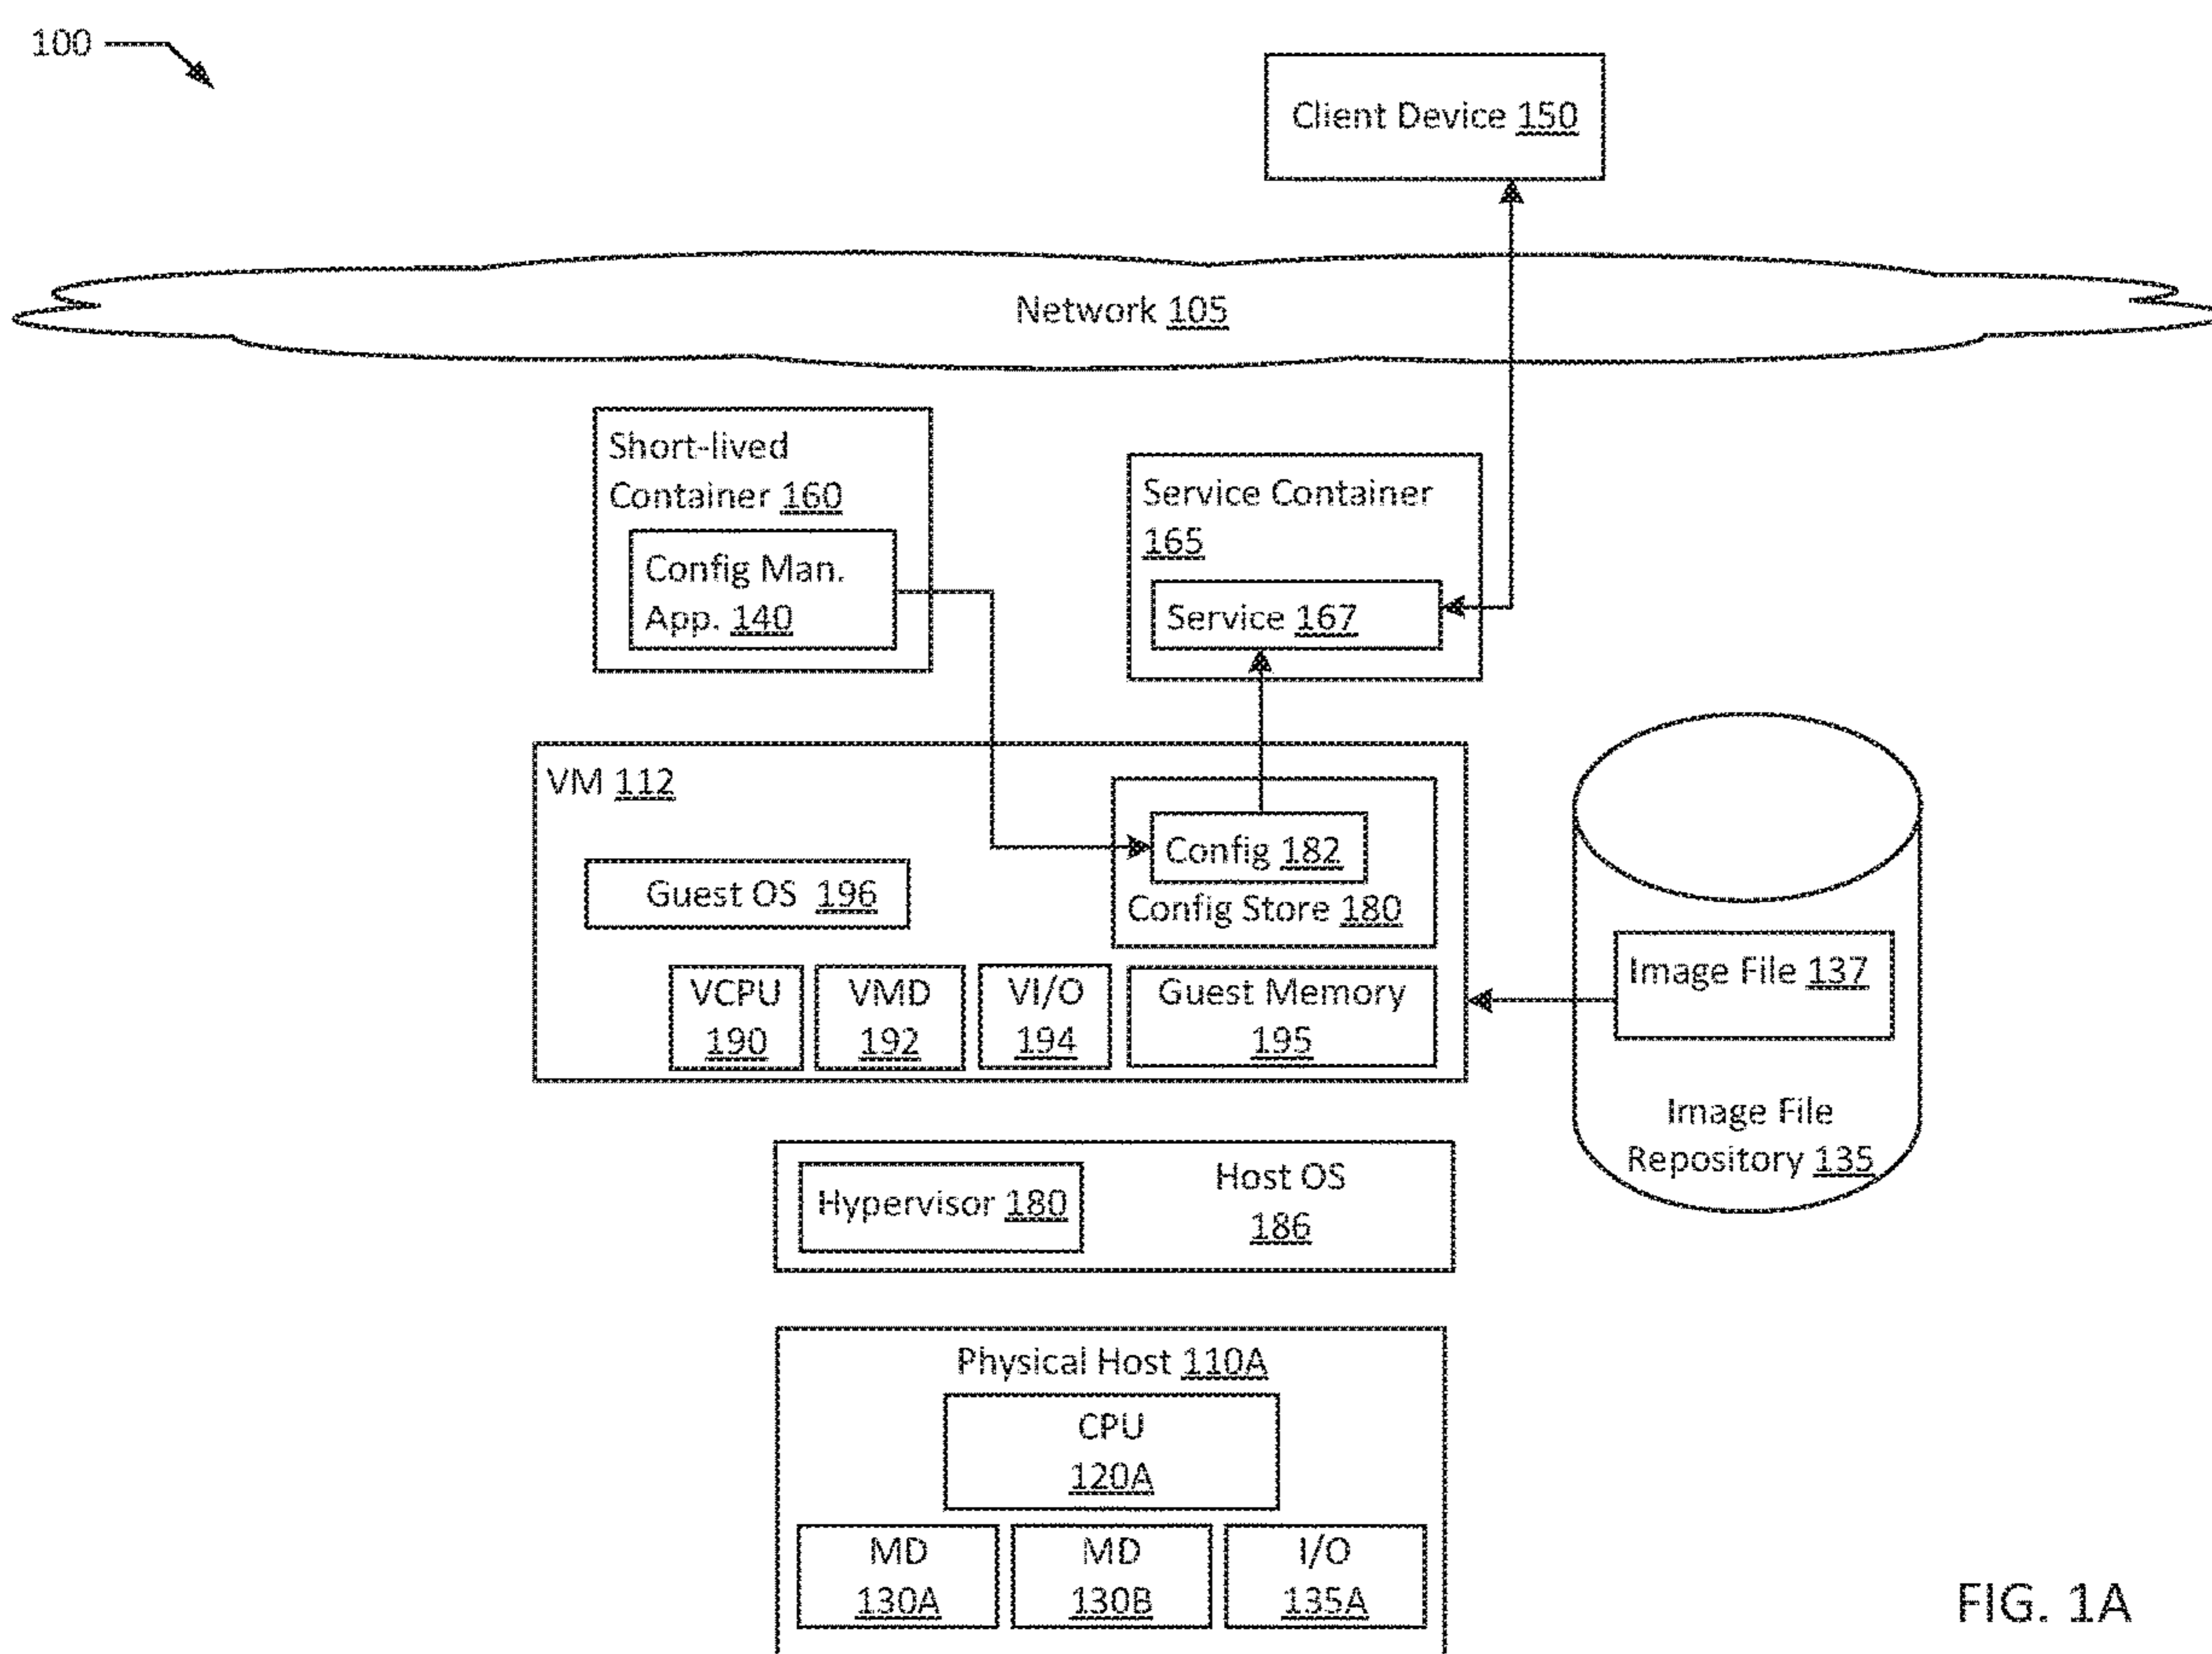 100
Client Device 150
Network 105
Short-lived
Container 160
Config Man.
App. 140
Service Container
165
Service 167
VM 112
Config 182
Config Store 180
Guest OS 196
VCPU
190
VMD
192
VI/O
194
Guest Memory
195
Image File 137
Image File
Repository 135
Hypervisor 180
Host OS
186
Physical Host 110A
CPU
120A
MD
130A
MD
130B
I/O
135A
FIG. 1A